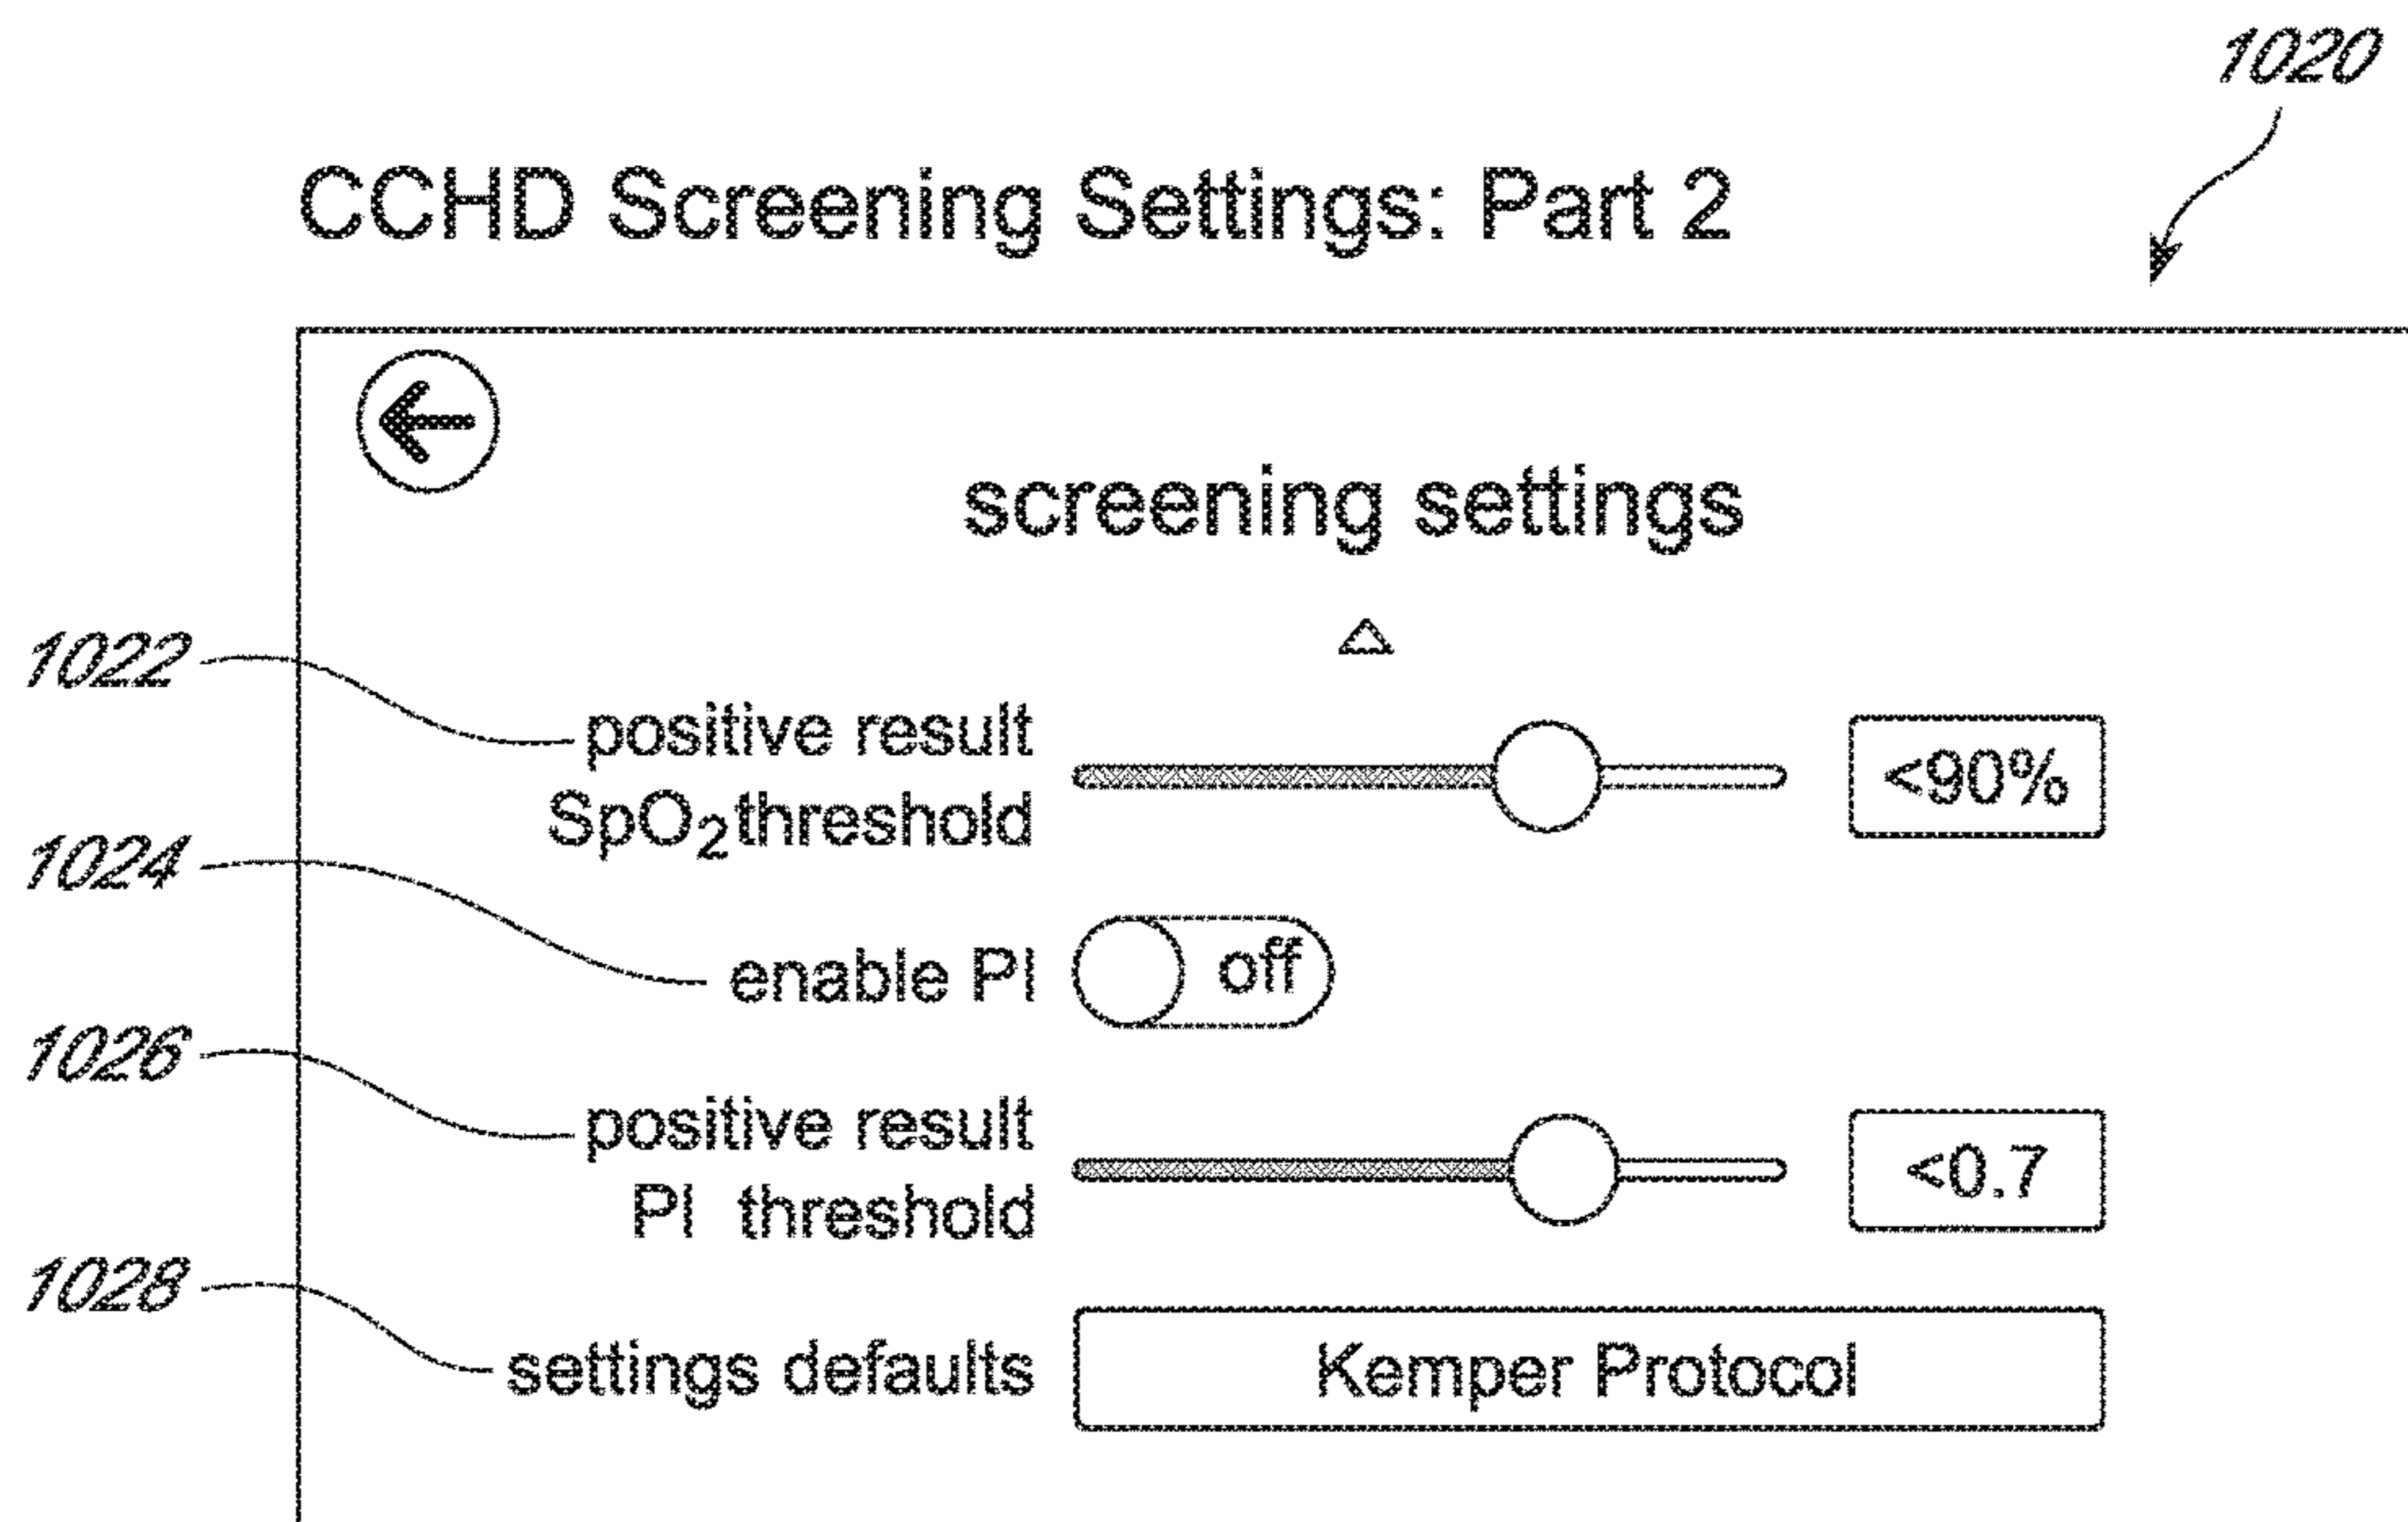 1020
CCHD Screening Settings: Part 2
screening settings
1022
positive result
SpO₂ threshold
<90%
1024
enable PI
off
1026
positive result
PI threshold
<0.7
1028
settings defaults
Kemper Protocol